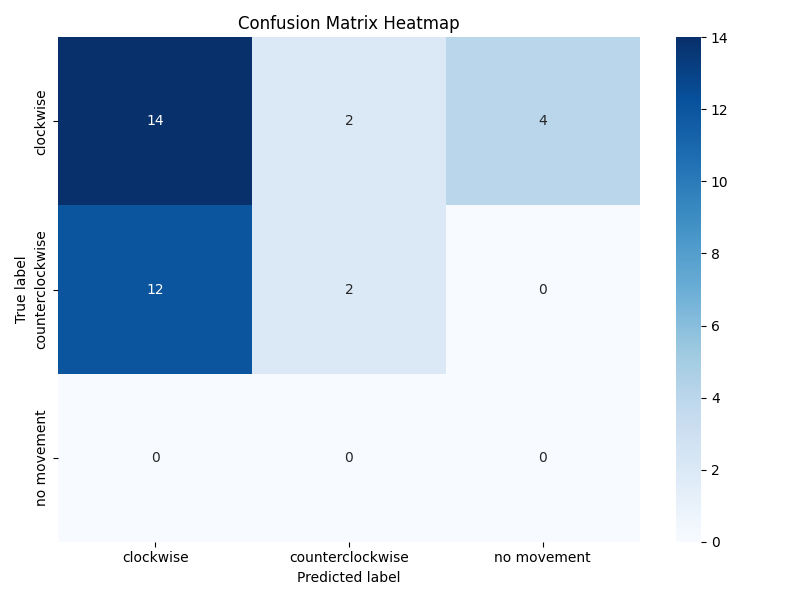 Confusion Matrix Heatmap
True label
clockwise
14
2
4
counterclockwise
12
2
0
no movement
0
0
0
clockwise
counterclockwise
no movement
Predicted label
14
12
10
8
6
4
2
0